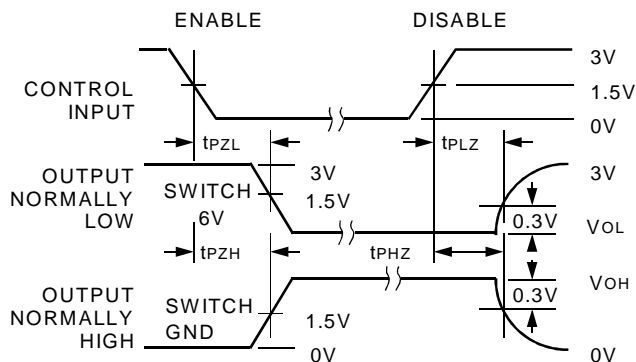 ENABLE DISABLE
3V
CONTROL
INPUT
1.5V
0V
tPZL tPLZ
OUTPUT
NORMALLY
LOW
SWITCH
6V
3V
1.5V
3V
0.3V
VOL
tPZH tPHZ
OUTPUT
NORMALLY
HIGH
SWITCH
GND
1.5V
0V
VOH
0.3V
0V